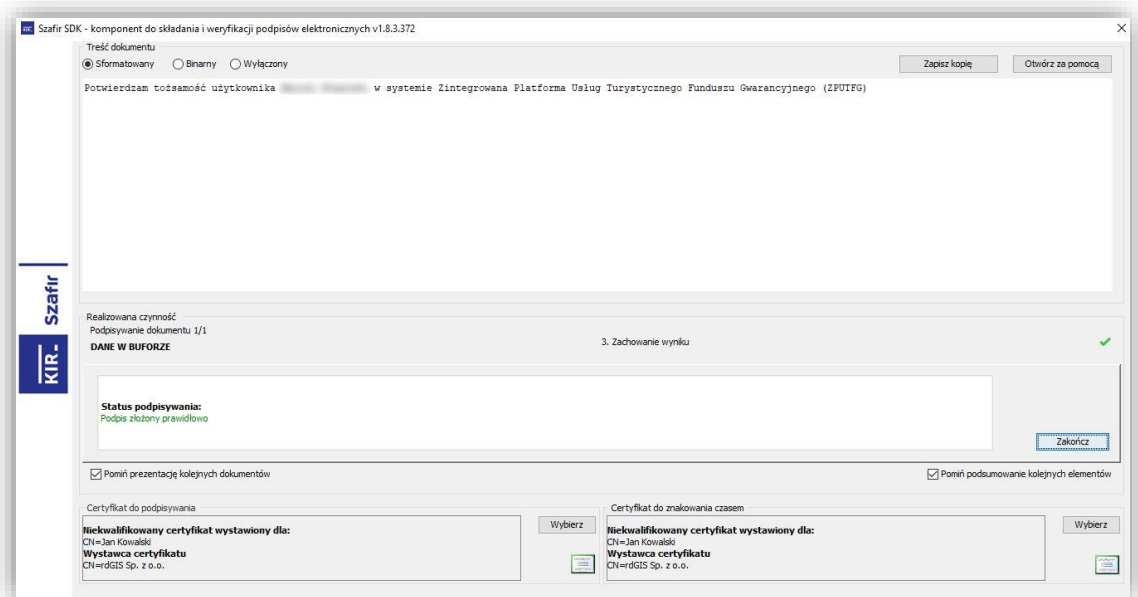 Szafir SDK - komponent do składania i weryfikacji podpisów elektronicznych v1.8.3.372
Treść dokumentu
Sformatowany Binarny Wyłączony Zapisz kopię Otwórz za pomocą
Potwierdzam tożsamość użytkownika w systemie Zintegrowana Platforma Usług Turystycznego Funduszu Gwarancyjnego (ZPUTFG)
Szafir
KIR.
Realizowana czynność
Podpisywanie dokumentu 1/1
DANE W BUFORZE
3. Zachowanie wyniku
Status podpisywania:
Podpis złożony prawidłowo
Zakończ
Pomiń prezentację kolejnych dokumentów Pomiń podsumowanie kolejnych elementów
Certyfikat do podpisywania
Niekwalifikowany certyfikat wystawiony dla:
CN=Jan Kowalski
Wystawca certyfikatu
CN=rdGIS Sp. z o.o.
Wybierz
Certyfikat do znakowania czasem
Niekwalifikowany certyfikat wystawiony dla:
CN=Jan Kowalski
Wystawca certyfikatu
CN=rdGIS Sp. z o.o.
Wybierz